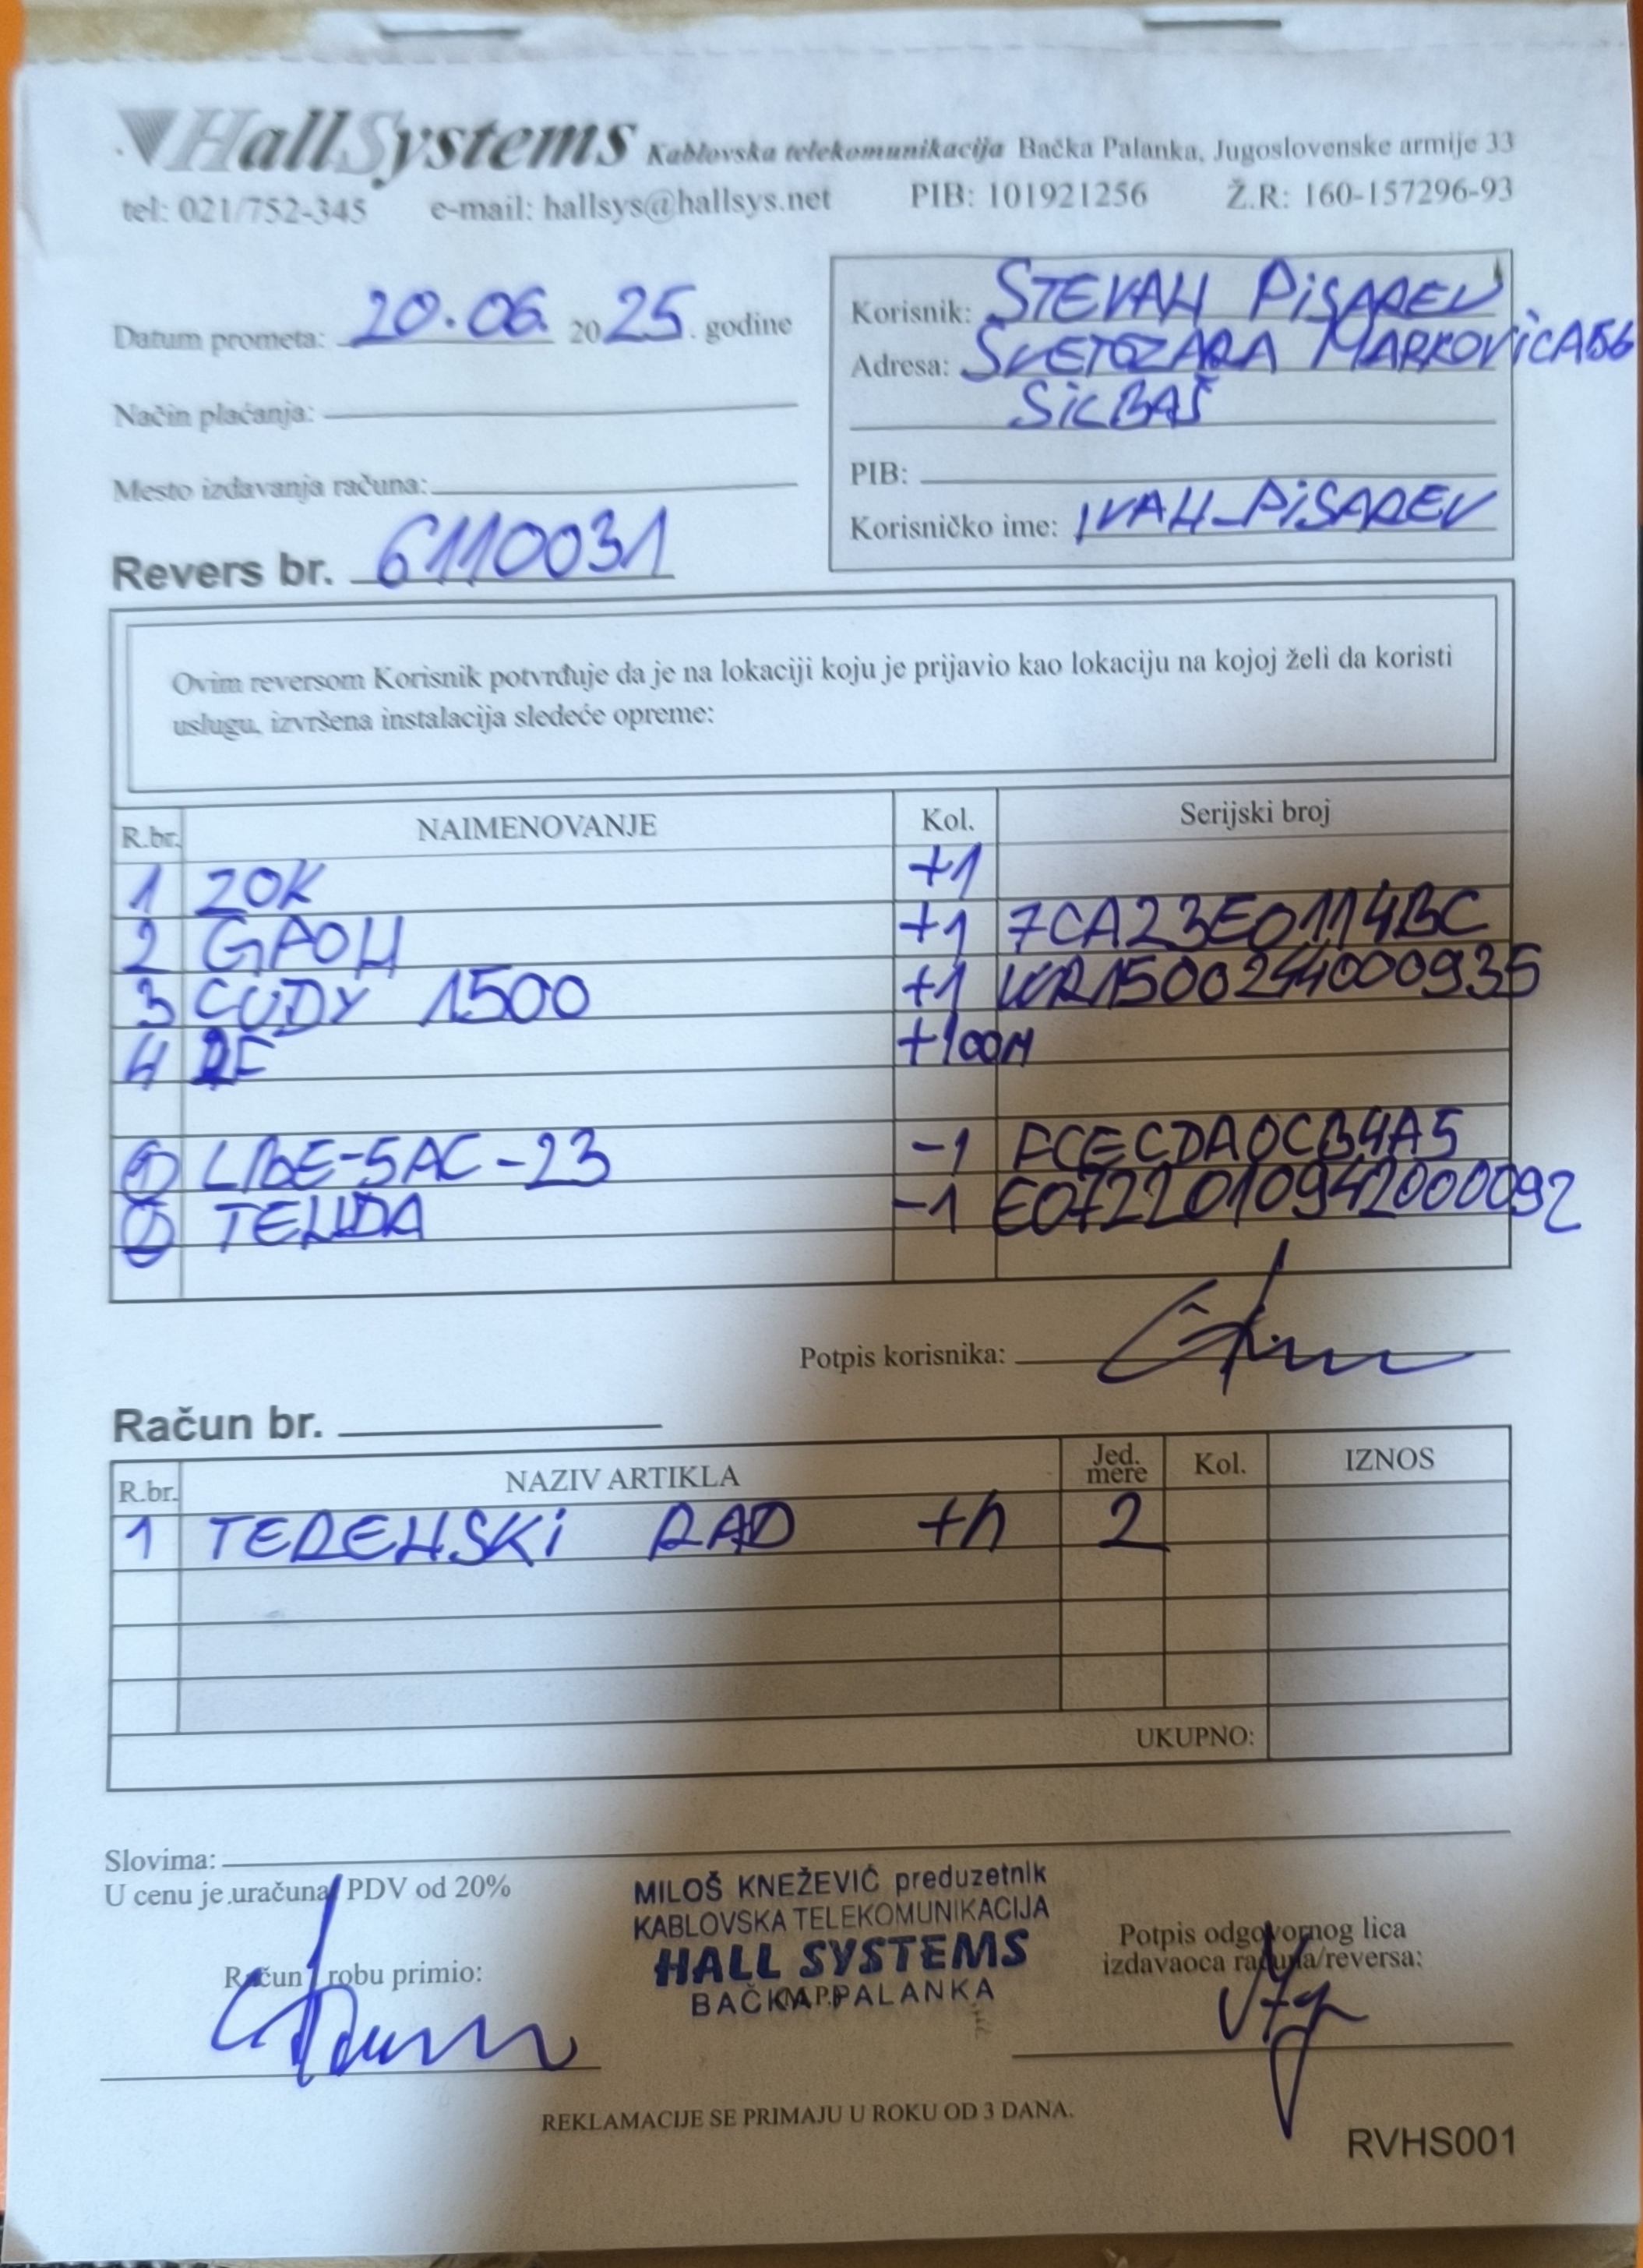 HallSystems Kablovska telekomunikacija Bačka Palanka, Jugoslovenske armije 33
tel: 021/752-345 e-mail: hallsys@hallsys.net PIB: 101921256 Ž.R: 160-157296-93
Datum prometa: 20.06. 2025. godine
Način plaćanja:
Mesto izdavanja računa:
Revers br. 6110031
Korisnik: STEVAN PiSAREV
Adresa: SVETOZARA MARKOViCA 56
SiLBAŠ
PIB:
Korisničko ime: IVAN_PiSAREV
Ovim reversom Korisnik potvrđuje da je na lokaciji koju je prijavio kao lokaciju na kojoj želi da koristi
uslugu, izvršena instalacija sledeće opreme:
R.br. NAIMENOVANJE Kol. Serijski broj
1 ZOK +1
2 GPON +1 7CA23E0114BC
3 CUDY 1500 +1 WR1500244000935
4 +100M
1 LBE-5AC-23 -1 FCECDA0CB4A5
2 TENDA -1 E0722010942000092
Potpis korisnika:
Račun br.
R.br. NAZIV ARTIKLA Jed. mere Kol. IZNOS
1 TERENSKi RAD +h 2
UKUPNO:
Slovima:
U cenu je uračunat PDV od 20%
MILOŠ KNEŽEVIĆ preduzetnik
KABLOVSKA TELEKOMUNIKACIJA
HALL SYSTEMS
BAČKA PALANKA
(M.P.)
Račun / robu primio:
Potpis odgovornog lica
izdavaoca računa/reversa:
REKLAMACIJE SE PRIMAJU U ROKU OD 3 DANA.
RVHS001